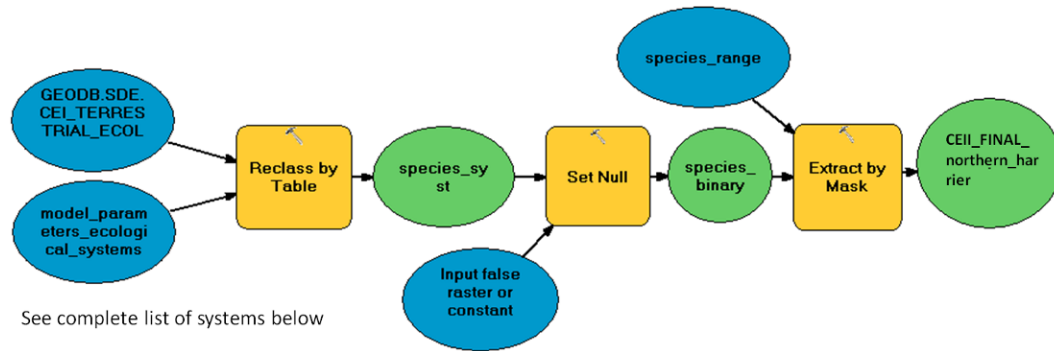 GEODB.SDE.
CEI_TERRES
TRIAL_ECOL
model_param
eters_ecologi
cal_systems
Reclass by
Table
species_sy
st
Input false
raster or
constant
Set Null
species_
binary
species_range
Extract by
Mask
CEII_FINAL_
northern_har
rier
See complete list of systems below